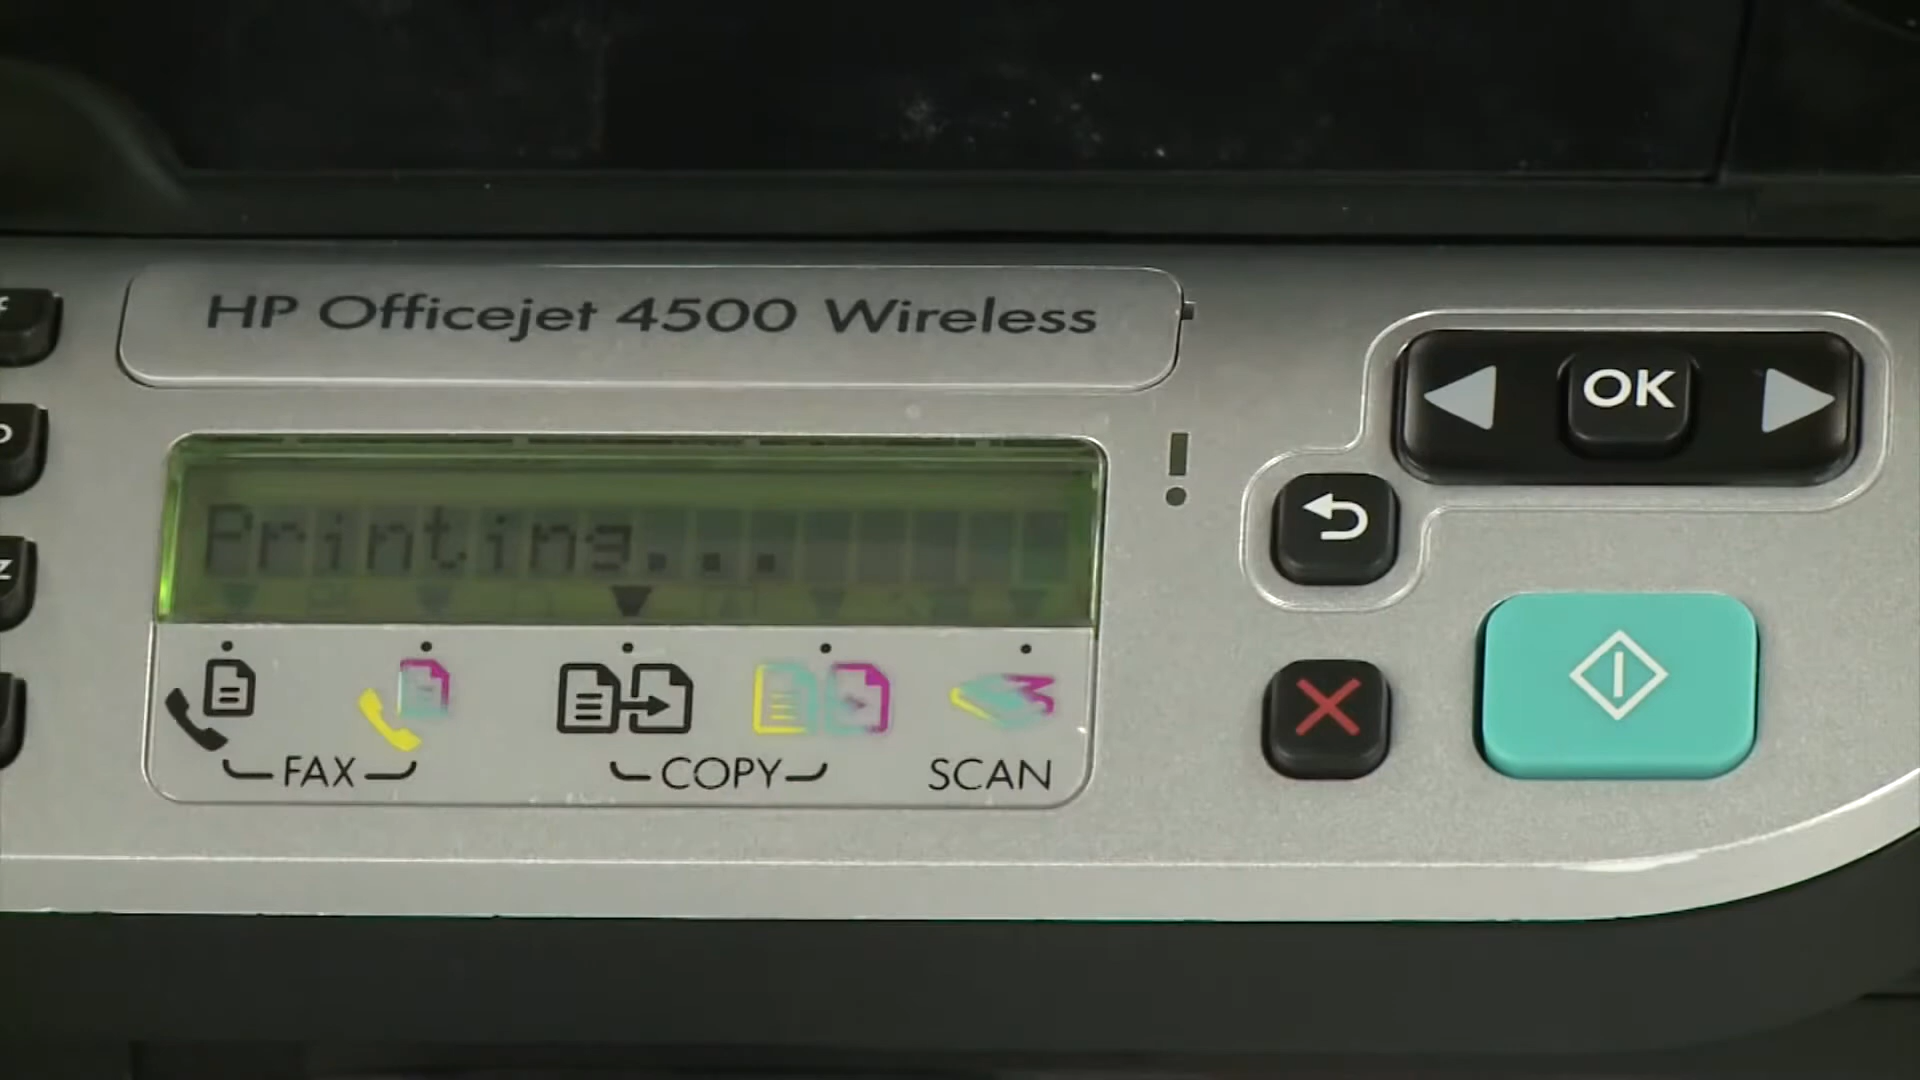 HP Officejet 4500 Wireless
OK
Printing...
FAX
COPY
SCAN